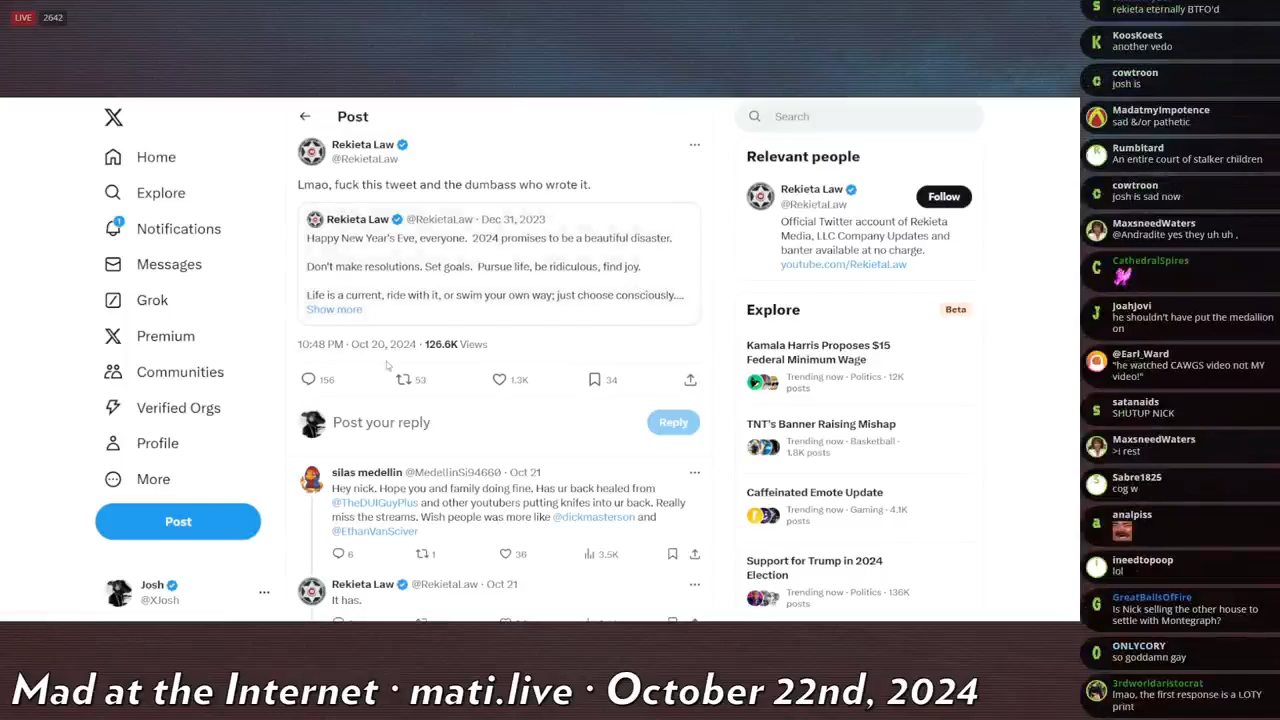 LIVE 2642
X
Home
Explore
1
Notifications
Messages
Grok
Premium
Communities
Verified Orgs
Profile
More
Post
Josh
@XJosh
Post
Rekieta Law
@RekietaLaw
Lmao, fuck this tweet and the dumbass who wrote it.
Rekieta Law @RekietaLaw · Dec 31, 2023
Happy New Year's Eve, everyone. 2024 promises to be a beautiful disaster.
Don't make resolutions. Set goals. Pursue life, be ridiculous, find joy.
Life is a current, ride with it, or swim your own way; just choose consciously....
Show more
10:48 PM · Oct 20, 2024 · 126.6K Views
156 53 1.3K 34
Post your reply
Reply
silas medellin @MedellinSi94660 · Oct 21
Hey nick. Hope you and family doing fine. Has ur back healed from
@TheDUIGuyPlus and other youtubers putting knifes into ur back. Really
miss the streams. Wish people was more like @dickmasterson and
@EthanVanSciver
6 1 36 3.5K
Rekieta Law @RekietaLaw · Oct 21
It has.
Search
Relevant people
Rekieta Law
@RekietaLaw
Follow
Official Twitter account of Rekieta
Media, LLC Company Updates and
banter available at no charge.
youtube.com/RekietaLaw
Explore
Beta
Kamala Harris Proposes $15
Federal Minimum Wage
Trending now · Politics · 12K
posts
TNT's Banner Raising Mishap
Trending now · Basketball ·
1.8K posts
Caffeinated Emote Update
Trending now · Gaming · 4.1K
posts
Support for Trump in 2024
Election
Trending now · Politics · 136K
posts
rekieta eternally BTFO'd
KoosKoets
another vedo
cowtroon
josh is
MadatmyImpotence
sad &/or pathetic
Rumbitard
An entire court of stalker children
cowtroon
josh is sad now
MaxsneedWaters
@Andradite yes they uh uh ,
CathedralSpires
JoahJovi
he shouldn't have put the medallion
on
@Earl_Ward
"he watched CAWGS video not MY
video!"
satanaids
SHUTUP NICK
MaxsneedWaters
>i rest
Sabre1825
cog w
analpiss
ineedtopoop
lol
GreatBallsOfFire
Is Nick selling the other house to
settle with Montegraph?
ONLYCORY
so goddamn gay
3rdworldaristocrat
lmao, the first response is a LOTY
print
Mad at the Internet · mati.live · October 22nd, 2024